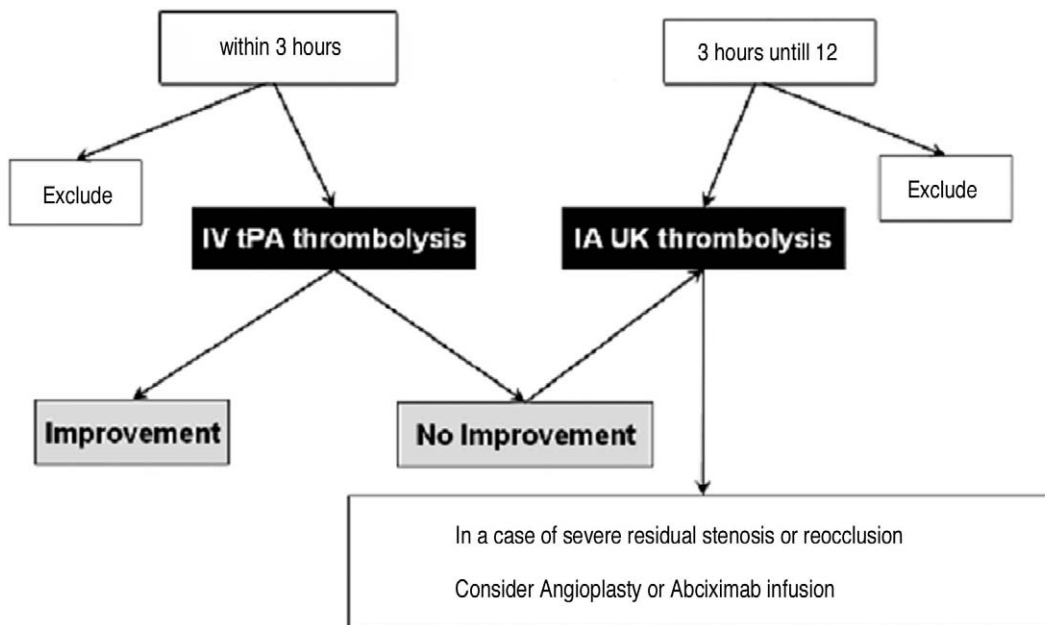 within 3 hours
3 hours untill 12
Exclude
Exclude
IV tPA thrombolysis
IA UK thrombolysis
Improvement
No Improvement
In a case of severe residual stenosis or reocclusion
Consider Angioplasty or Abciximab infusion